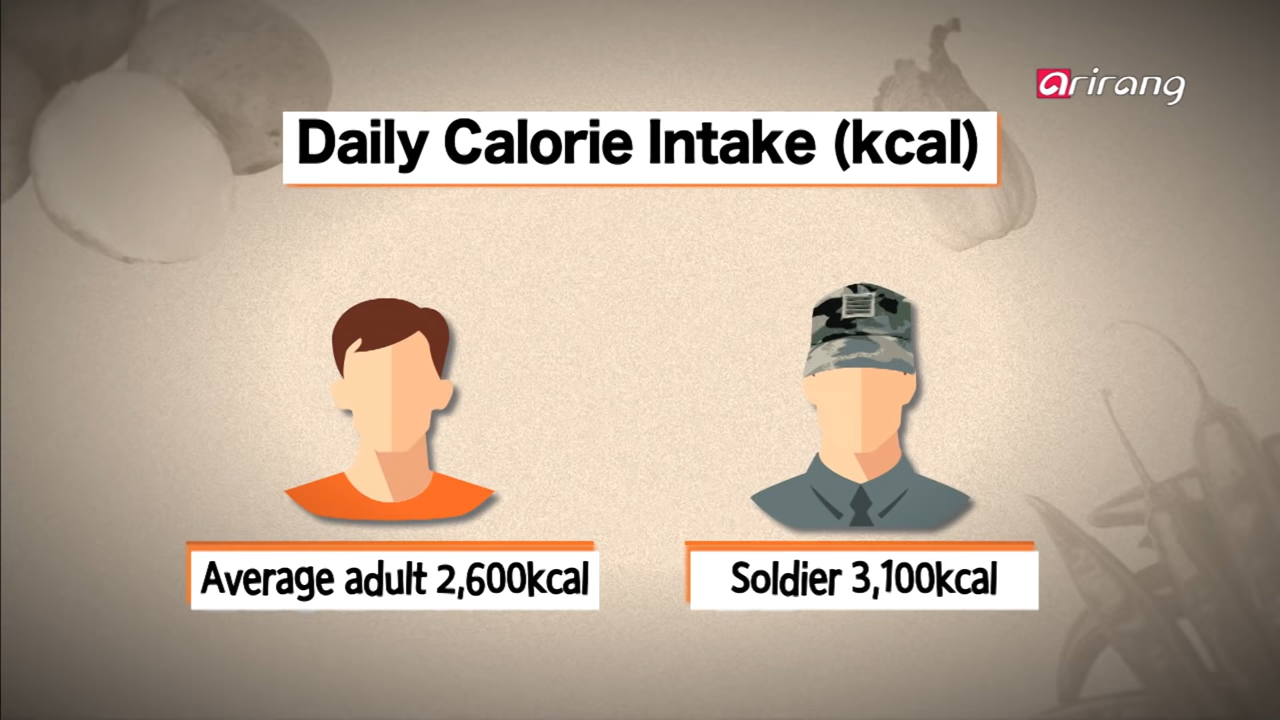 arirang
Daily Calorie Intake (kcal)
Average adult 2,600kcal
Soldier 3,100kcal